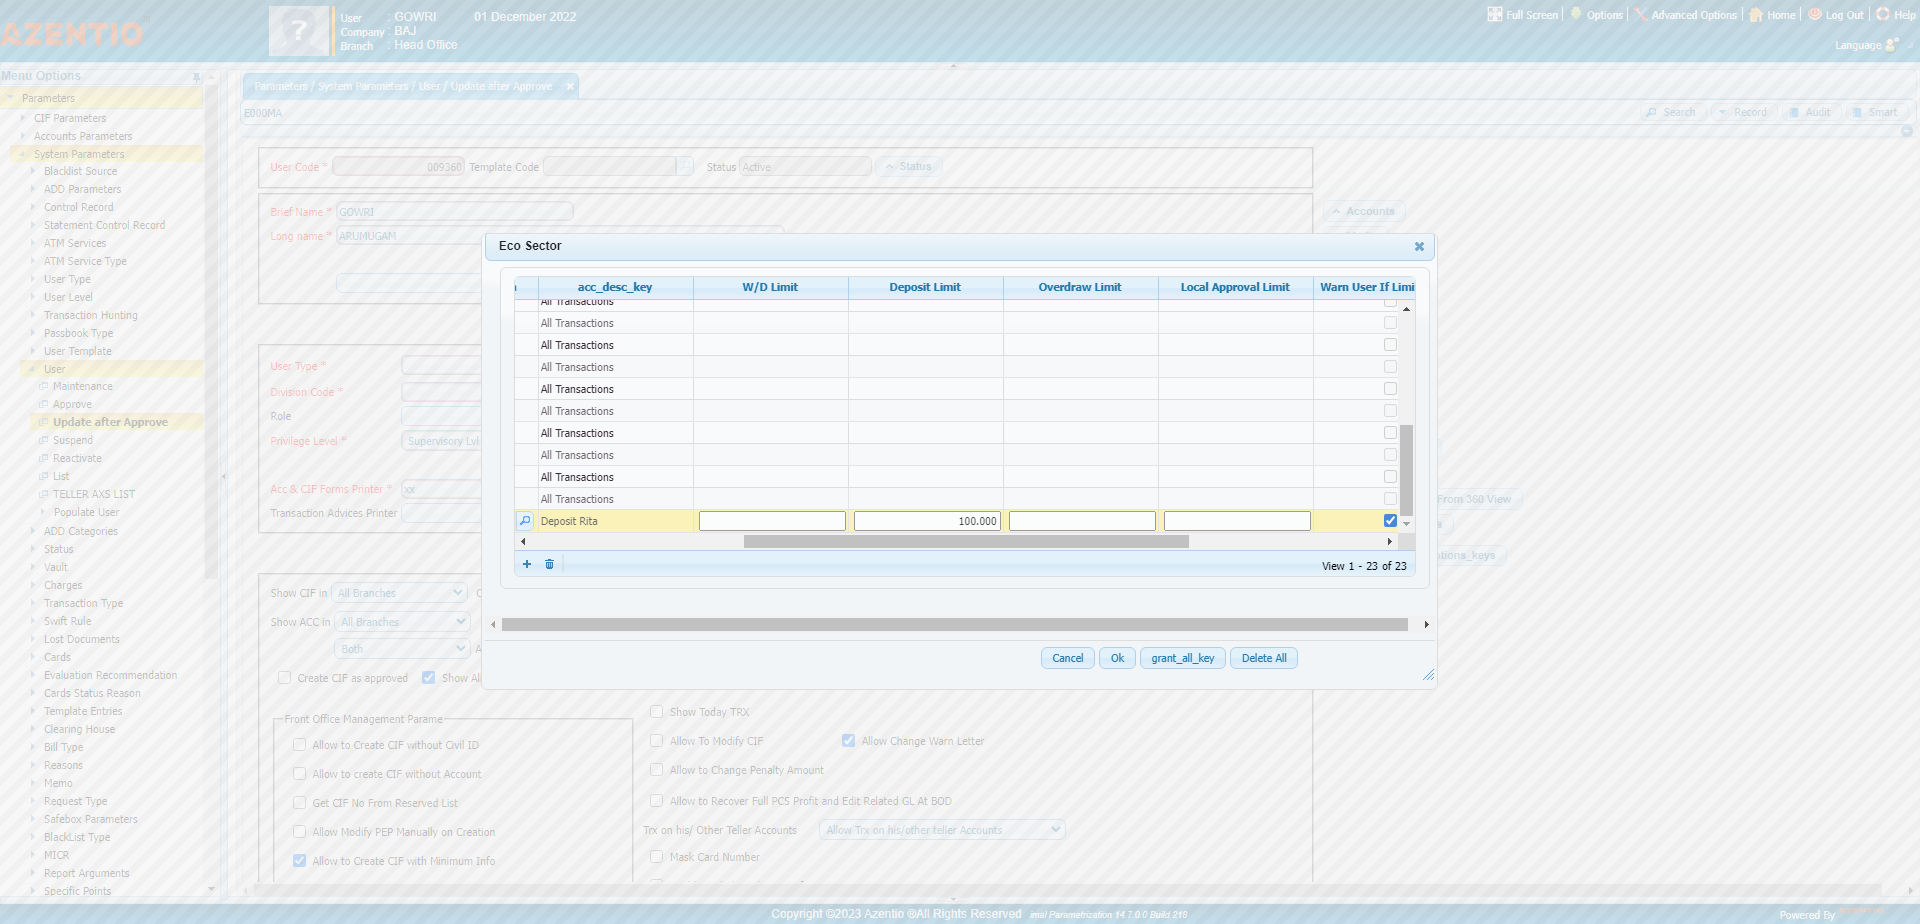 AZENTIO
?
User : GOWRI 01 December 2022
Company : BAJ
Branch : Head Office
Full Screen Options Advanced Options Home Log Out Help
Language
Menu Options
Parameters
CIF Parameters
Accounts Parameters
System Parameters
Blacklist Source
ADD Parameters
Control Record
Statement Control Record
ATM Services
ATM Service Type
User Type
User Level
Transaction Hunting
Passbook Type
User Template
User
Maintenance
Approve
Update after Approve
Suspend
Reactivate
List
TELLER AXS LIST
Populate User
ADD Categories
Status
Vault
Charges
Transaction Type
Swift Rule
Lost Documents
Cards
Evaluation Recommendation
Cards Status Reason
Template Entries
Clearing House
Bill Type
Reasons
Memo
Request Type
Safebox Parameters
BlackList Type
MICR
Report Arguments
Specific Points
Parameters / System Parameters / User / Update after Approve
E000MA
Search Record Audit Smart
User Code * 009360 Template Code Status Active Status
Brief Name * GOWRI
Accounts
Long name * ARUMUGAM
User Type *
Division Code *
Role
Privilege Level * Supervisory Lvl
Acc & CIF Forms Printer * xx
Transaction Advices Printer
From 360 View
ations_keys
Show CIF in All Branches
Show ACC in All Branches
Both
Create CIF as approved Show All
Front Office Management Parame
Allow to Create CIF without Civil ID
Allow to create CIF without Account
Get CIF No From Reserved List
Allow Modify PEP Manually on Creation
Allow to Create CIF with Minimum Info
Show Today TRX
Allow To Modify CIF Allow Change Warn Letter
Allow to Change Penalty Amount
Allow to Recover Full PCS Profit and Edit Related GL At BOD
Trx on his/ Other Teller Accounts Allow Trx on his/other teller Accounts
Mask Card Number
Eco Sector
acc_desc_key W/D Limit Deposit Limit Overdraw Limit Local Approval Limit Warn User If Limi
All Transactions
All Transactions
All Transactions
All Transactions
All Transactions
All Transactions
All Transactions
All Transactions
All Transactions
All Transactions
Deposit Rita 100.000
View 1 - 23 of 23
Cancel Ok grant_all_key Delete All
Copyright ©2023 Azentio ®All Rights Reserved imal Parametrization 14.7.0.0 Build 218
Powered By